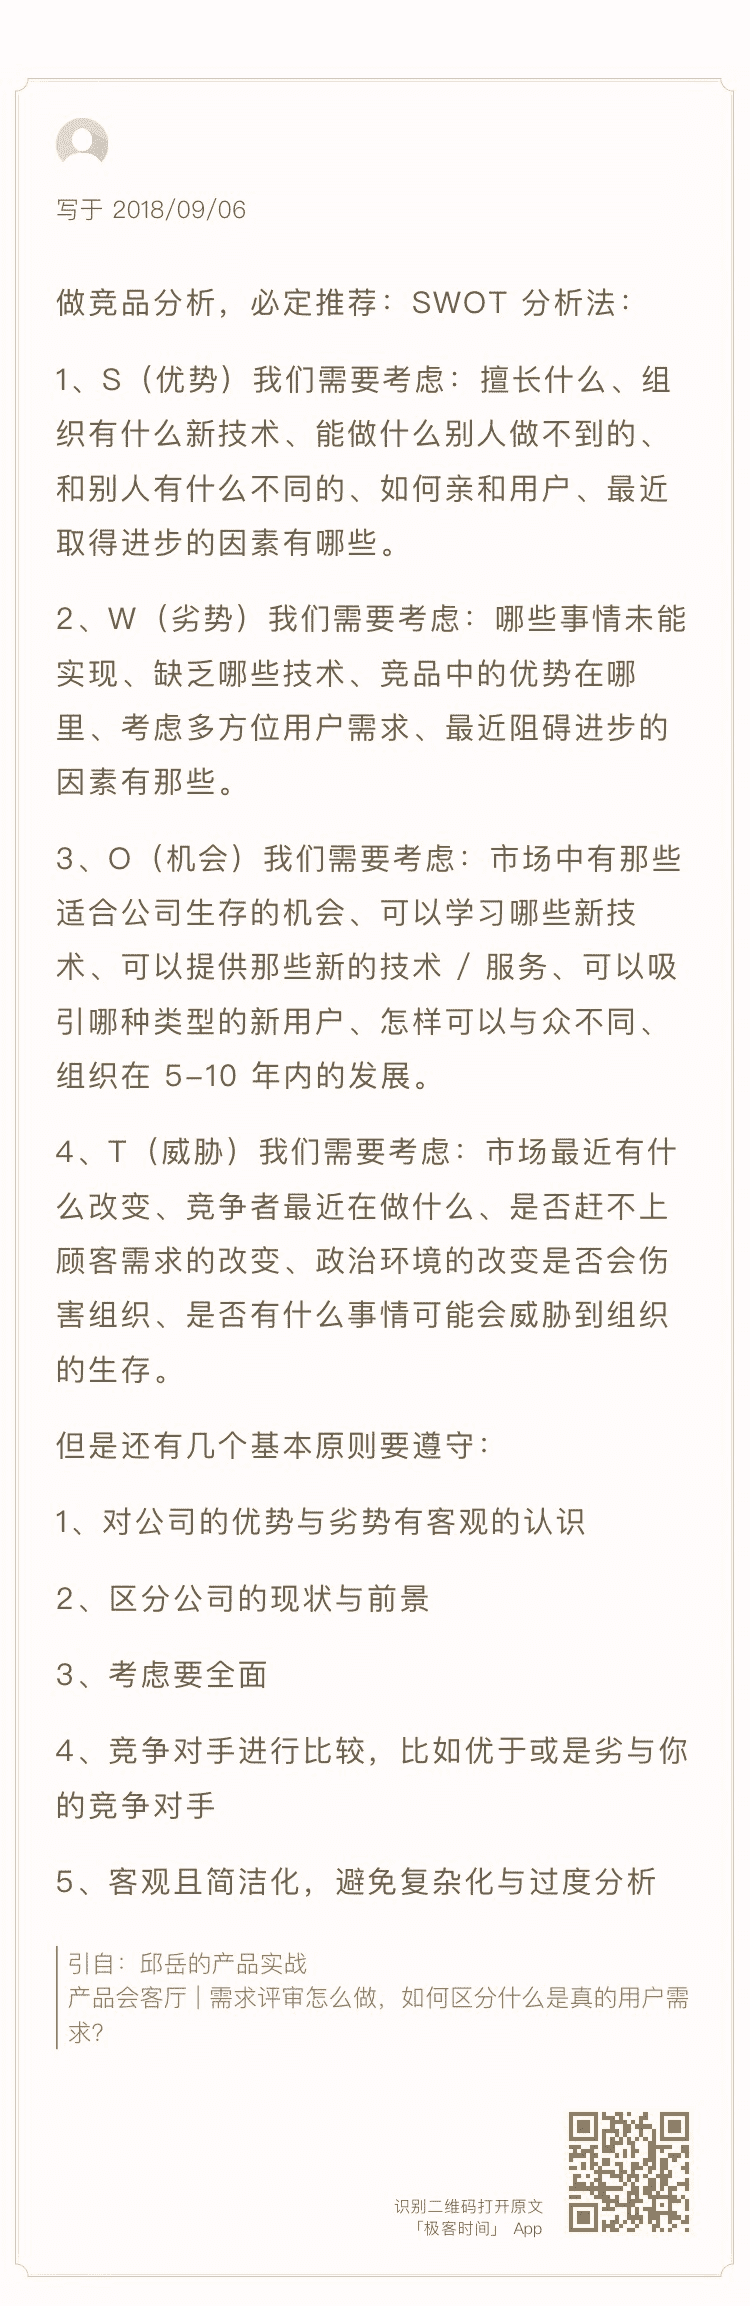 写于 2018/09/06
做竞品分析，必定推荐：SWOT 分析法：
1、S（优势）我们需要考虑：擅长什么、组
织有什么新技术、能做什么别人做不到的、
和别人有什么不同的、如何亲和用户、最近
取得进步的因素有哪些。
2、W（劣势）我们需要考虑：哪些事情未能
实现、缺乏哪些技术、竞品中的优势在哪
里、考虑多方位用户需求、最近阻碍进步的
因素有那些。
3、O（机会）我们需要考虑：市场中有那些
适合公司生存的机会、可以学习哪些新技
术、可以提供那些新的技术 / 服务、可以吸
引哪种类型的新用户、怎样可以与众不同、
组织在 5–10 年内的发展。
4、T（威胁）我们需要考虑：市场最近有什
么改变、竞争者最近在做什么、是否赶不上
顾客需求的改变、政治环境的改变是否会伤
害组织、是否有什么事情可能会威胁到组织
的生存。
但是还有几个基本原则要遵守：
1、对公司的优势与劣势有客观的认识
2、区分公司的现状与前景
3、考虑要全面
4、竞争对手进行比较，比如优于或是劣与你
的竞争对手
5、客观且简洁化，避免复杂化与过度分析
引自：邱岳的产品实战
产品会客厅 | 需求评审怎么做，如何区分什么是真的用户需
求？
识别二维码打开原文
「极客时间」 App